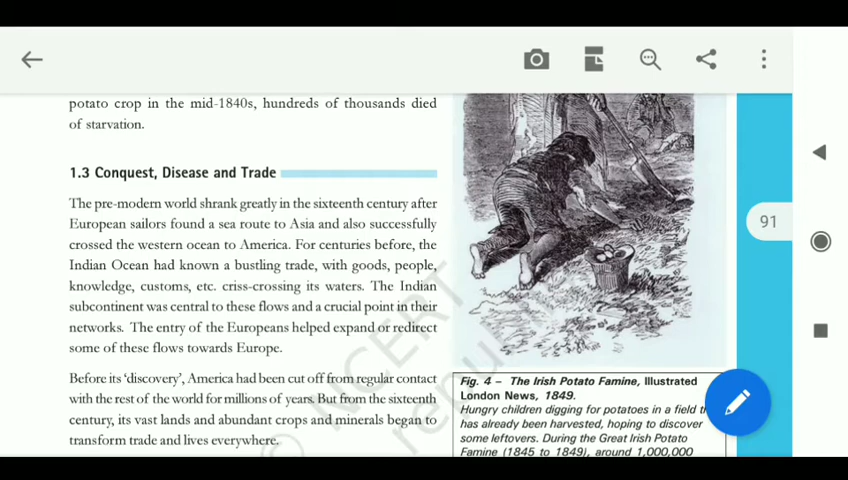 potato crop in the mid-1840s, hundreds of thousands died
of starvation.
1.3 Conquest, Disease and Trade
The pre-modern world shrank greatly in the sixteenth century after
European sailors found a sea route to Asia and also successfully
crossed the western ocean to America. For centuries before, the
Indian Ocean had known a bustling trade, with goods, people,
knowledge, customs, etc. criss-crossing its waters. The Indian
subcontinent was central to these flows and a crucial point in their
networks. The entry of the Europeans helped expand or redirect
some of these flows towards Europe.
Before its ‘discovery’, America had been cut off from regular contact
with the rest of the world for millions of years. But from the sixteenth
century, its vast lands and abundant crops and minerals began to
transform trade and lives everywhere.
Fig. 4 – The Irish Potato Famine, Illustrated
London News, 1849.
Hungry children digging for potatoes in a field
has already been harvested, hoping to discover
some leftovers. During the Great Irish Potato
Famine (1845 to 1849), around 1,000,000
91
© NCERT